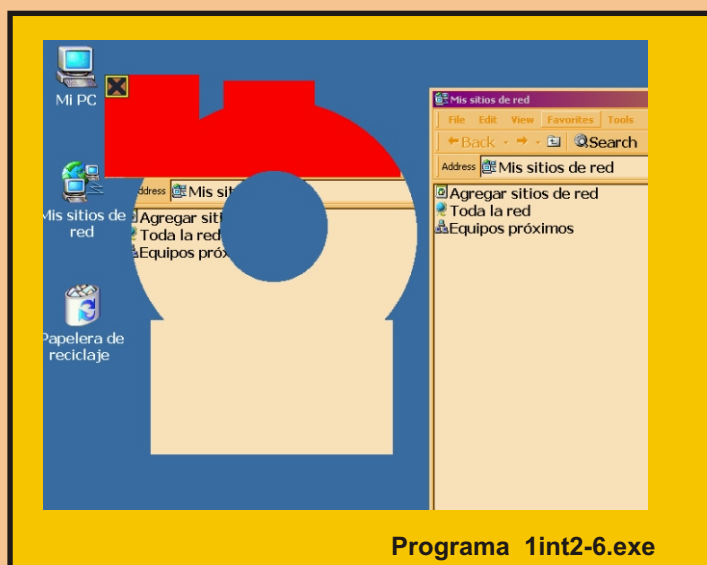 Mi PC
Mis sitios de
red
Papelera de
reciclaje
ddress Mis sit
Agregar sit
Toda la red
Equipos próx
Mis sitios de red
File Edit View Favorites Tools
Back Search
Address Mis sitios de red
Agregar sitios de red
Toda la red
Equipos próximos
Programa 1int2-6.exe